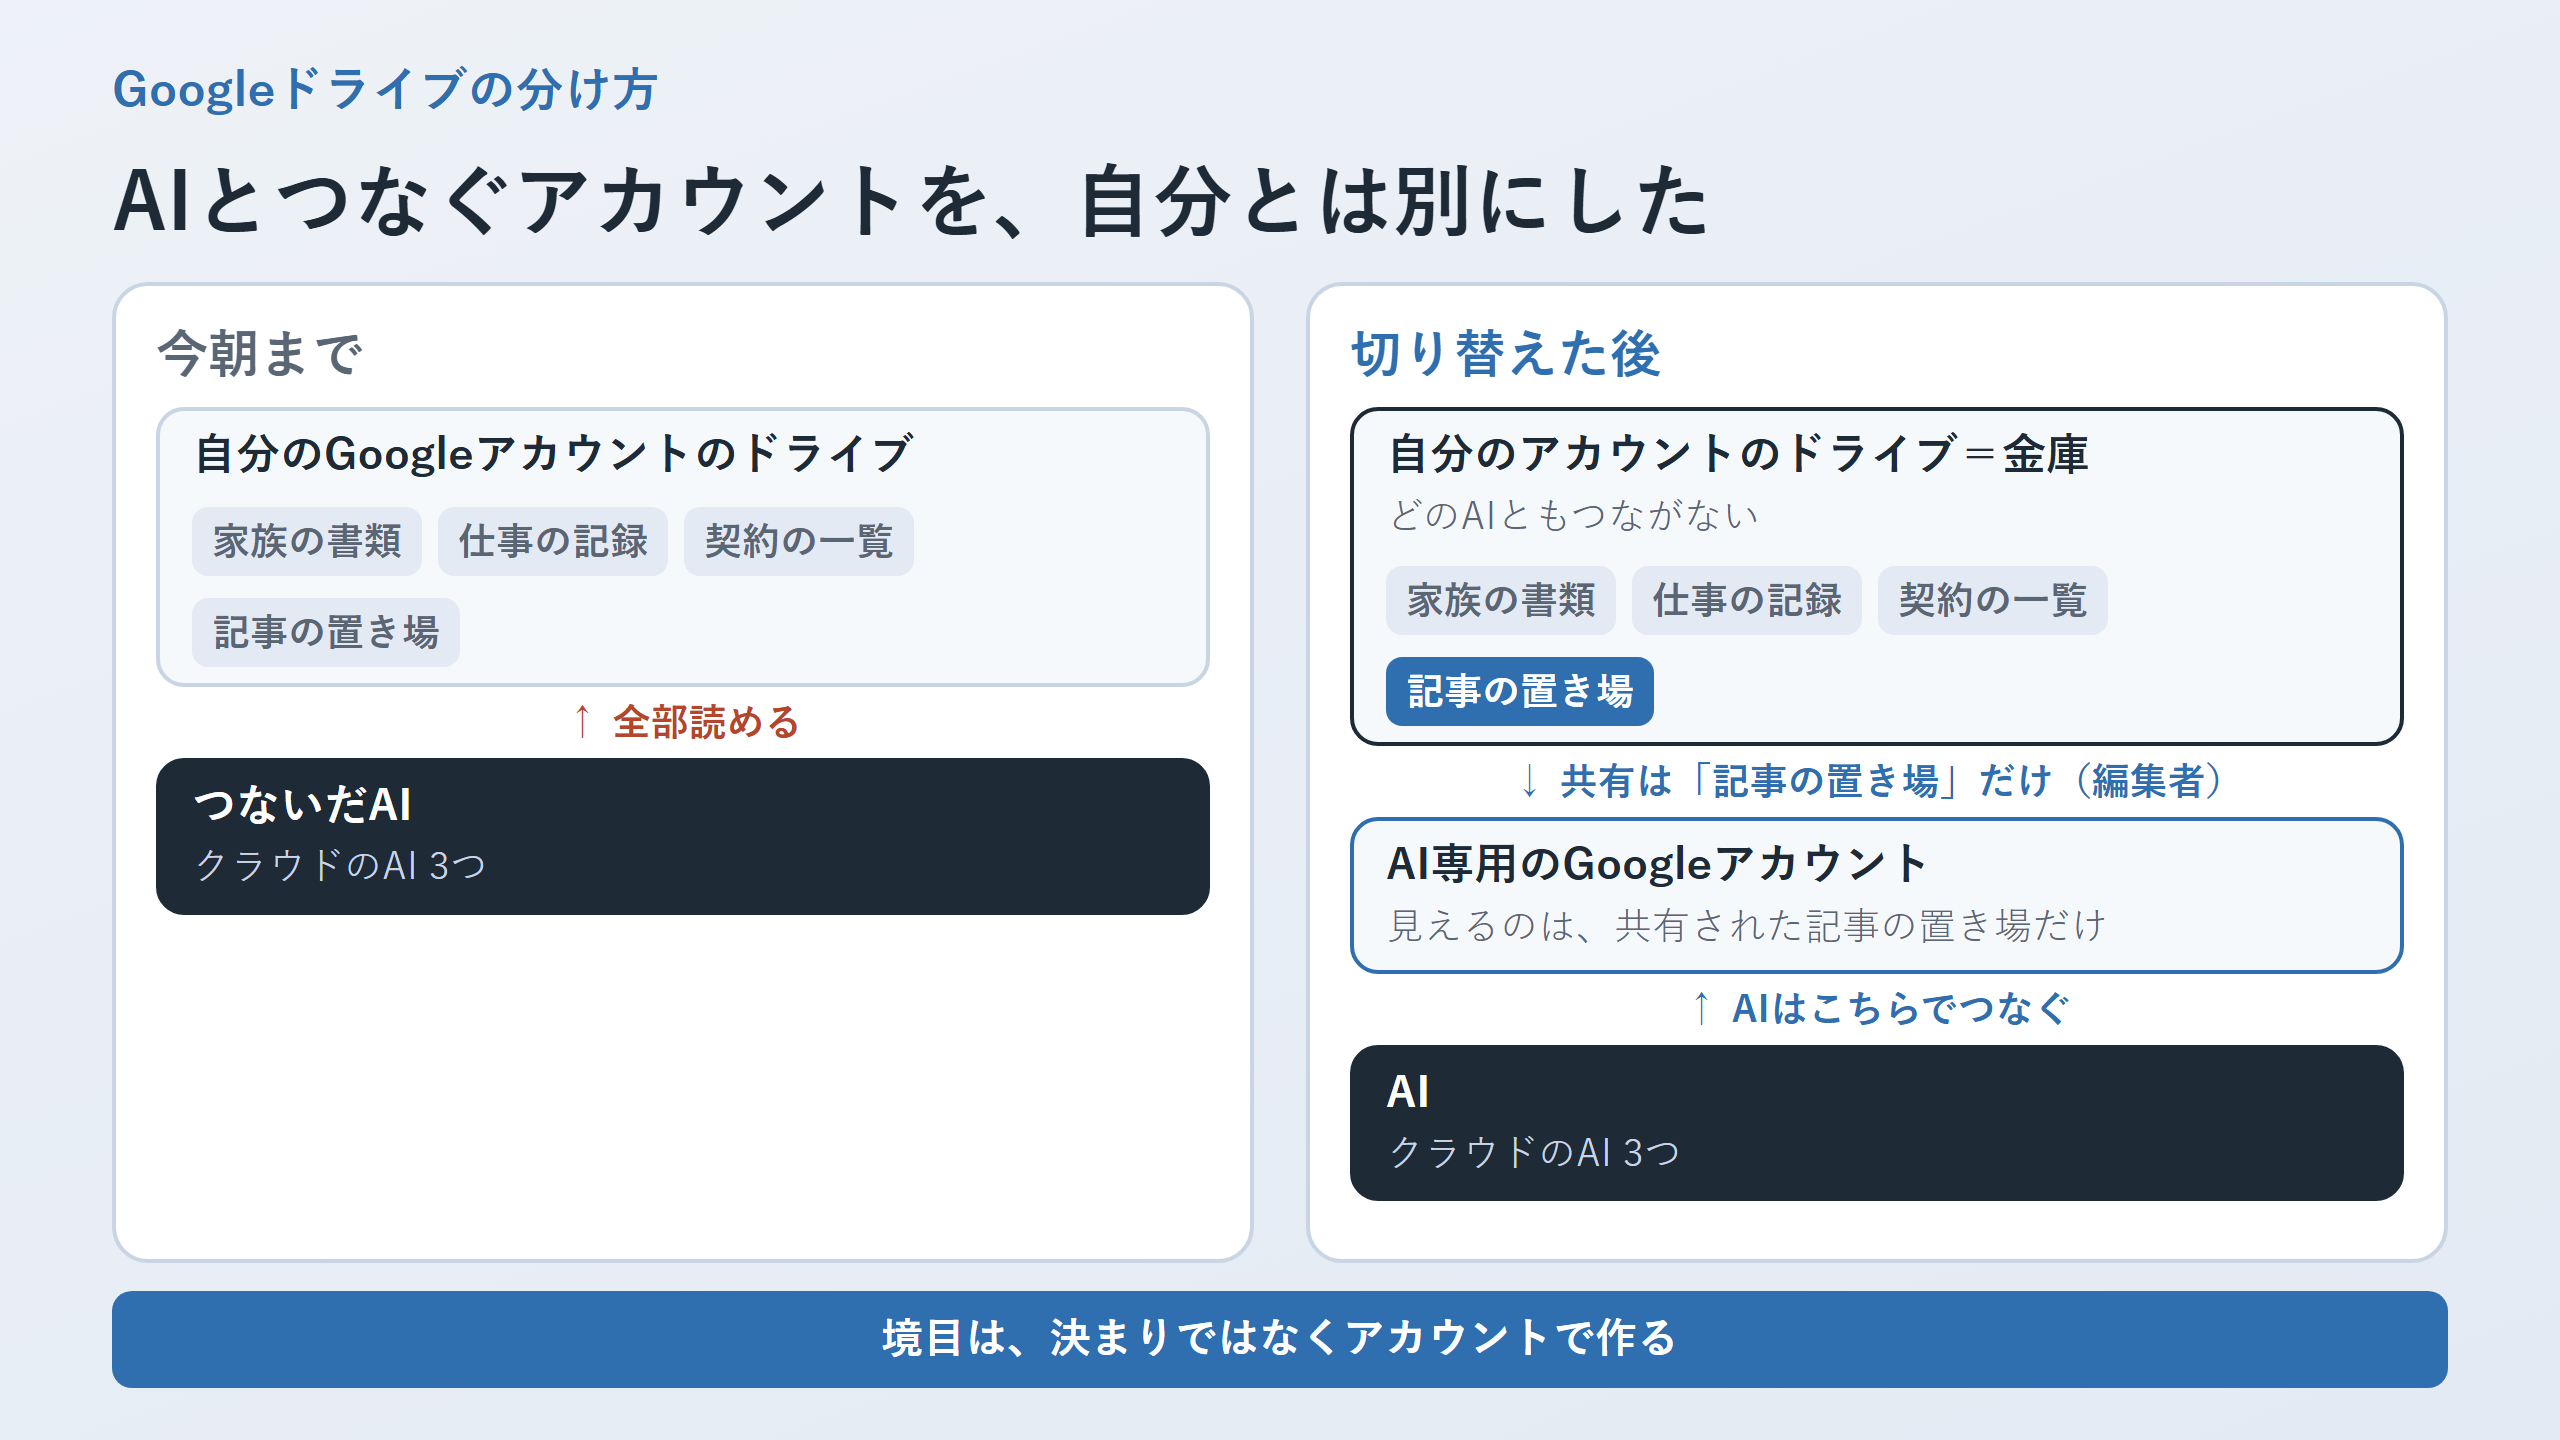 Googleドライブの分け方
AIとつなぐアカウントを、自分とは別にした
今朝まで
自分のGoogleアカウントのドライブ
家族の書類 仕事の記録 契約の一覧
記事の置き場
↑ 全部読める
つないだAI
クラウドのAI 3つ
切り替えた後
自分のアカウントのドライブ＝金庫
どのAIともつながない
家族の書類 仕事の記録 契約の一覧
記事の置き場
↓ 共有は「記事の置き場」だけ（編集者）
AI専用のGoogleアカウント
見えるのは、共有された記事の置き場だけ
↑ AIはこちらでつなぐ
AI
クラウドのAI 3つ
境目は、決まりではなくアカウントで作る